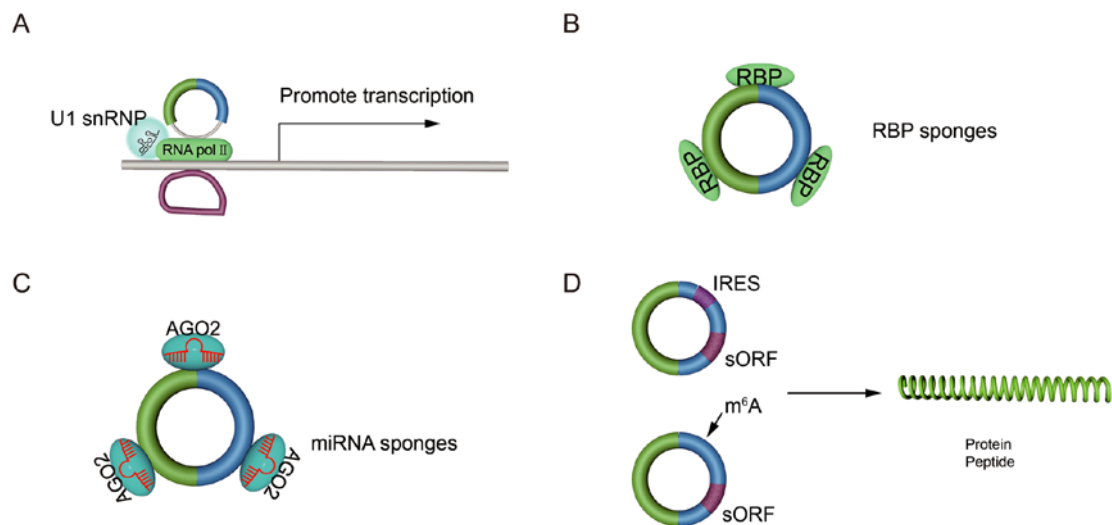 A
U1 snRNP
RNA pol II
Promote transcription
B
RBP
RBP
RBP
RBP sponges
C
AGO2
AGO2
AGO2
miRNA sponges
D
IRES
sORF
m⁶A
sORF
Protein
Peptide